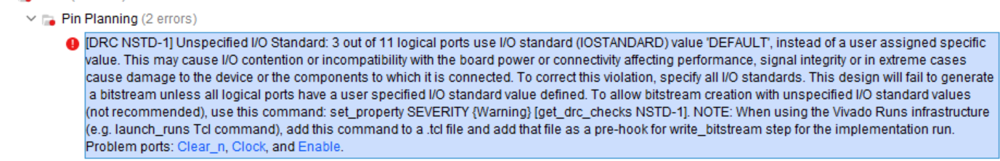 Pin Planning (2 errors)
[DRC NSTD-1] Unspecified I/O Standard: 3 out of 11 logical ports use I/O standard (IOSTANDARD) value 'DEFAULT', instead of a user assigned specific
value. This may cause I/O contention or incompatibility with the board power or connectivity affecting performance, signal integrity or in extreme cases
cause damage to the device or the components to which it is connected. To correct this violation, specify all I/O standards. This design will fail to generate
a bitstream unless all logical ports have a user specified I/O standard value defined. To allow bitstream creation with unspecified I/O standard values
(not recommended), use this command: set_property SEVERITY {Warning} [get_drc_checks NSTD-1]. NOTE: When using the Vivado Runs infrastructure
(e.g. launch_runs Tcl command), add this command to a .tcl file and add that file as a pre-hook for write_bitstream step for the implementation run.
Problem ports: Clear_n, Clock, and Enable.